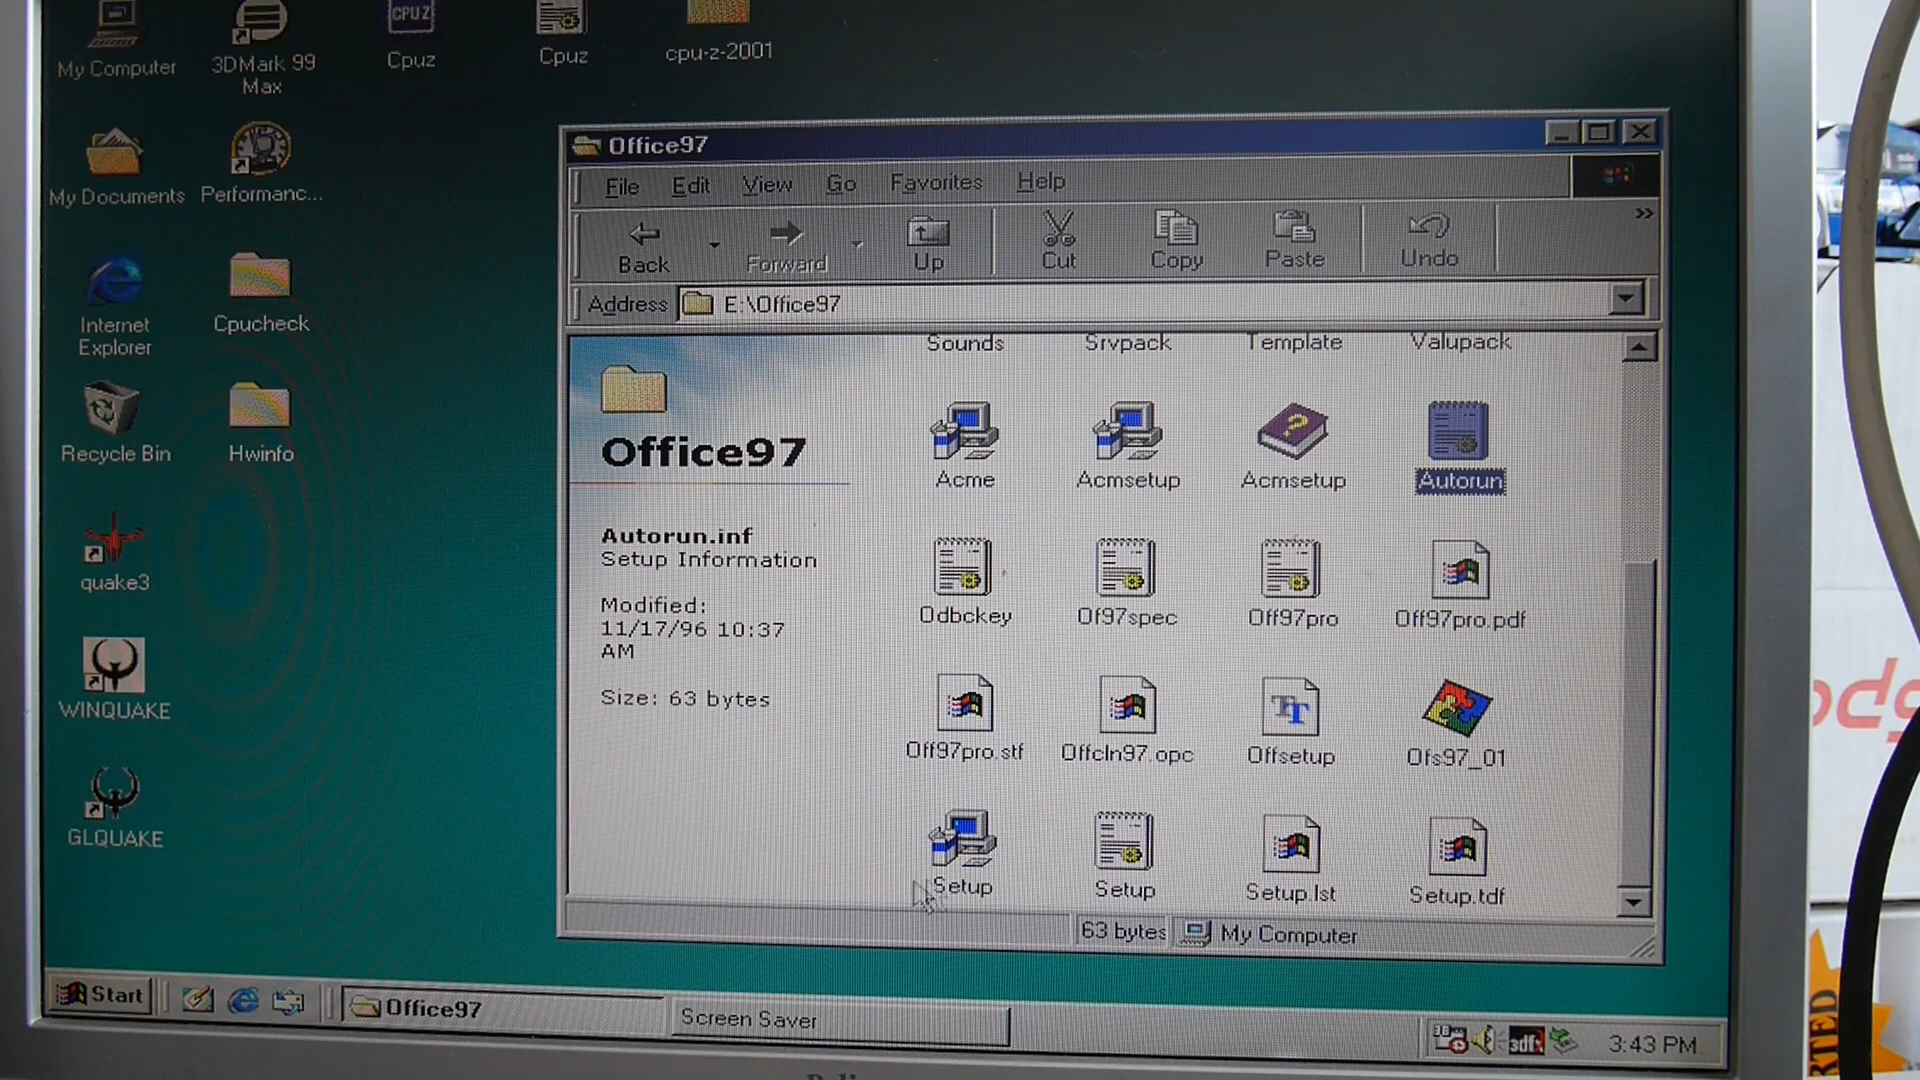 My Computer
3DMark 99
Max
CPUZ
Cpuz
Cpuz
cpu-z-2001
My Documents
Performanc...
Internet
Explorer
Cpucheck
Recycle Bin
Hwinfo
quake3
WINQUAKE
GLQUAKE
Office97
File Edit View Go Favorites Help
Back Forward Up Cut Copy Paste Undo »
Address E:\Office97
Office97
Autorun.inf
Setup Information
Modified:
11/17/96 10:37
AM
Size: 63 bytes
Sounds Srvpack Template Valupack
Acme Acmsetup Acmsetup Autorun
Odbckey Of97spec Off97pro Off97pro.pdf
Off97pro.stf Offcln97.opc Offsetup Ofs97_01
Setup Setup Setup.lst Setup.tdf
63 bytes My Computer
Start Office97 Screen Saver 3dfx 3:43 PM